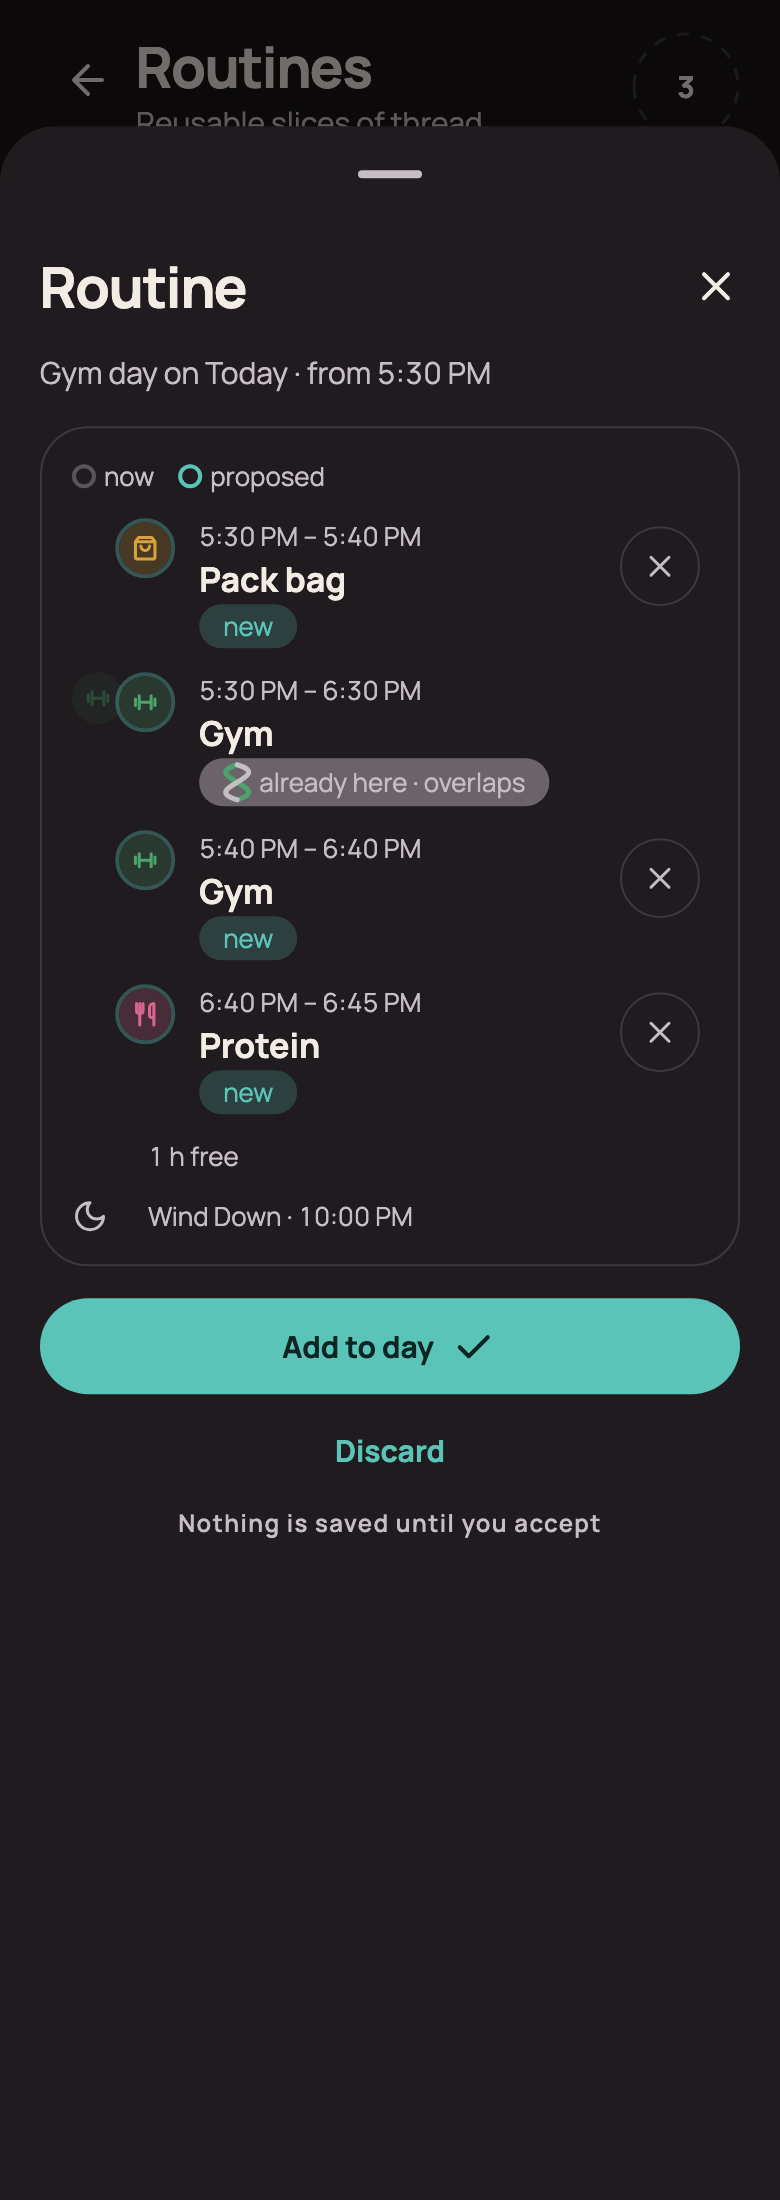 Routines
3
Reusable slices of thread
Routine
Gym day on Today · from 5:30 PM
now proposed
5:30 PM – 5:40 PM
Pack bag
new
5:30 PM – 6:30 PM
Gym
already here · overlaps
5:40 PM – 6:40 PM
Gym
new
6:40 PM – 6:45 PM
Protein
new
1 h free
Wind Down · 10:00 PM
Add to day
Discard
Nothing is saved until you accept